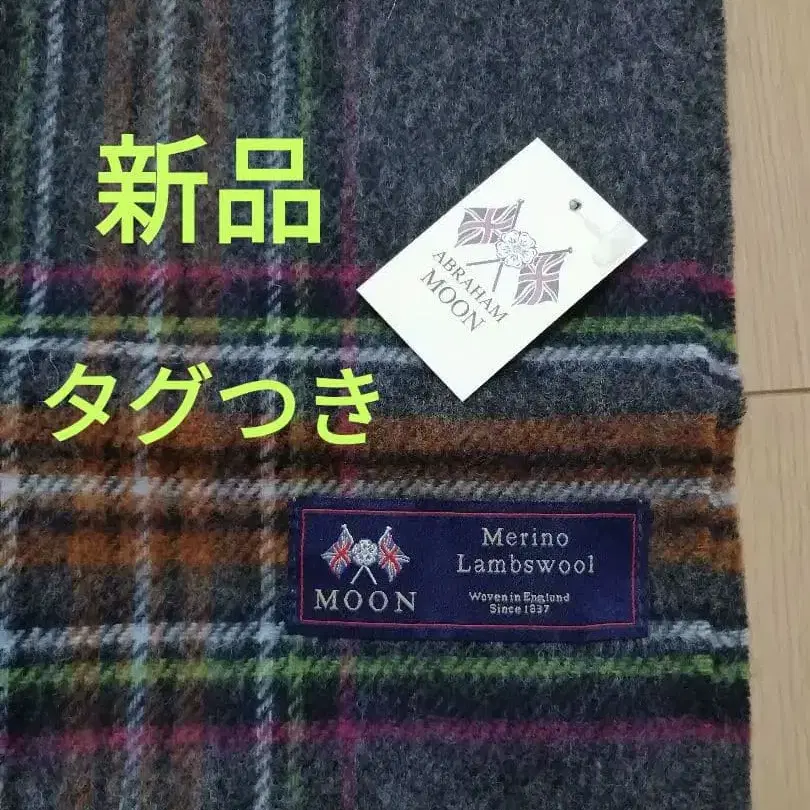 新品
ABRAHAM
MOON
タグつき
MOON
Merino
Lambswool
Woven in England
Since 1837